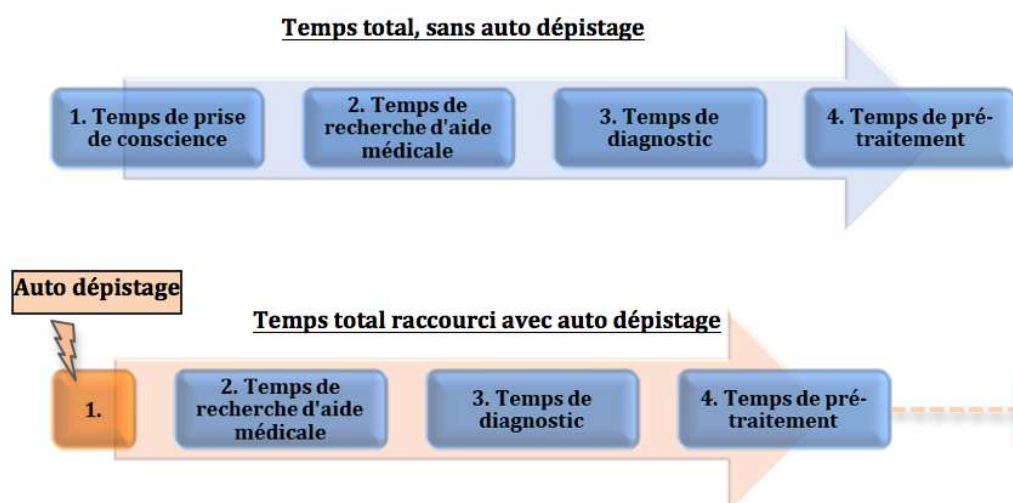 Temps total, sans auto dépistage
1. Temps de prise
de conscience
2. Temps de
recherche d'aide
médicale
3. Temps de
diagnostic
4. Temps de pré-
traitement
Auto dépistage
Temps total raccourci avec auto dépistage
1.
2. Temps de
recherche d'aide
médicale
3. Temps de
diagnostic
4. Temps de pré-
traitement